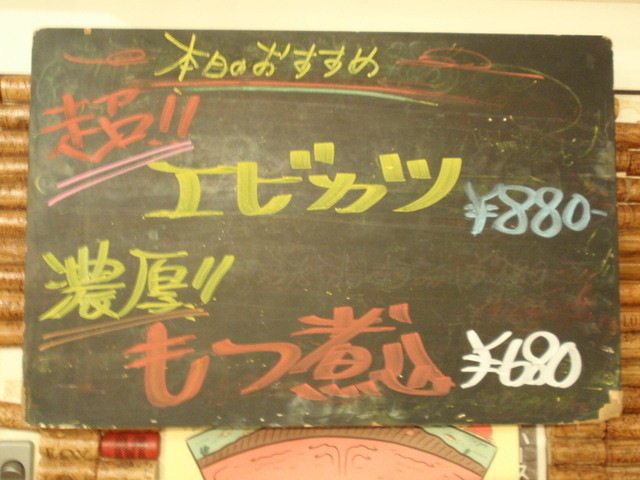 本日のおすすめ
超!!
エビカツ ¥880-
濃厚!!
もつ煮込 ¥680